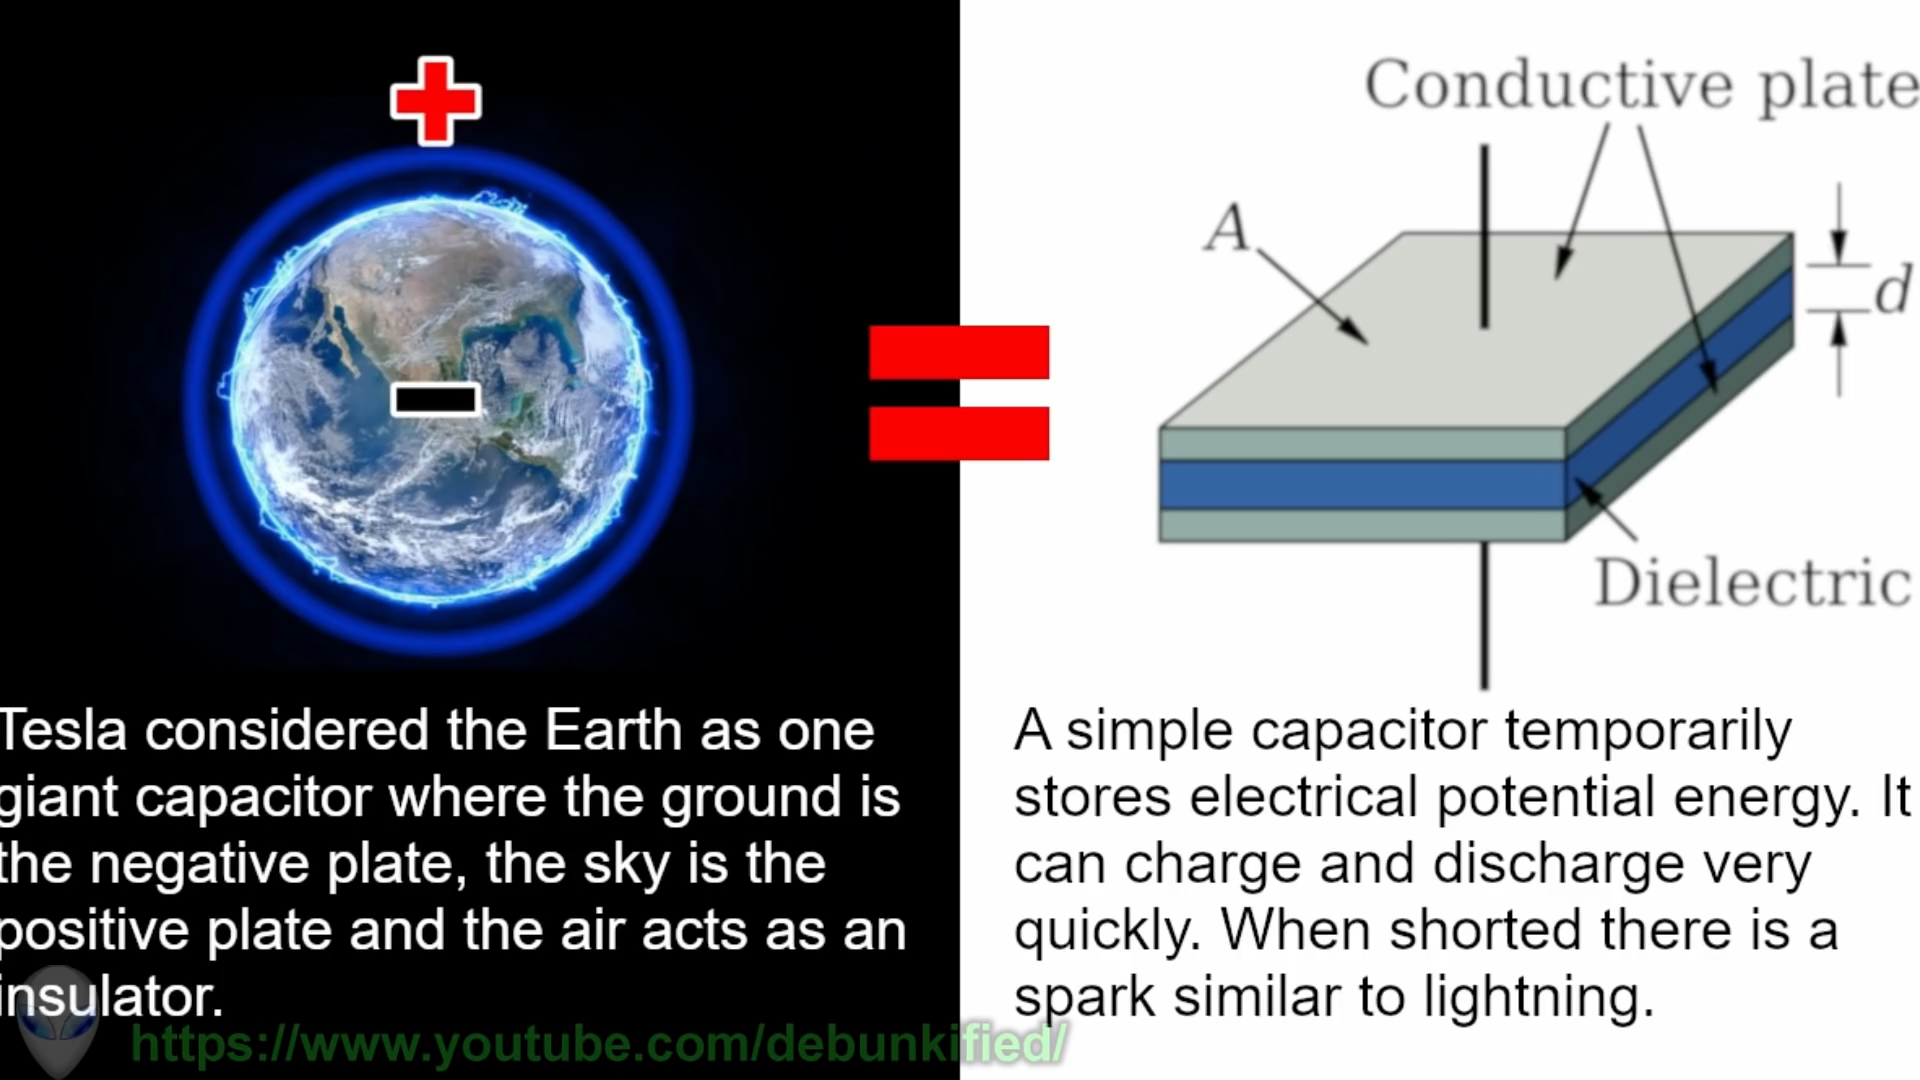 Conductive plate
A
d
Dielectric
Tesla considered the Earth as one
giant capacitor where the ground is
the negative plate, the sky is the
positive plate and the air acts as an
insulator.
A simple capacitor temporarily
stores electrical potential energy. It
can charge and discharge very
quickly. When shorted there is a
spark similar to lightning.
https://www.youtube.com/debunkified/